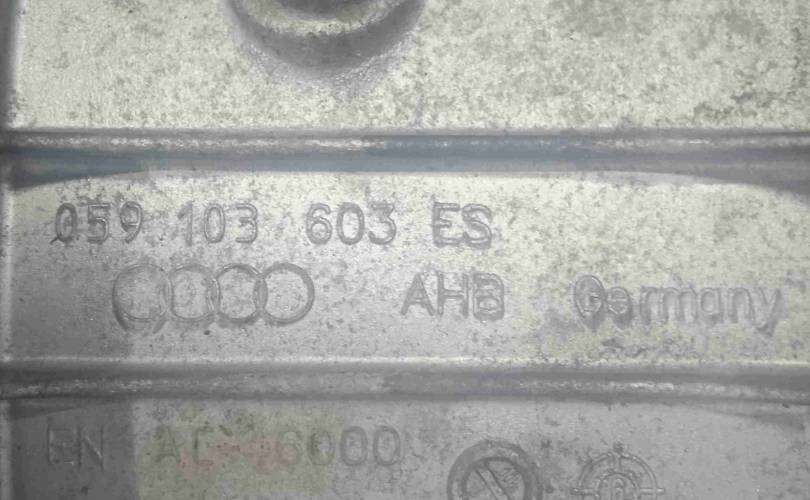 059 103 603 ES
AHB Germany
EN AC-46000